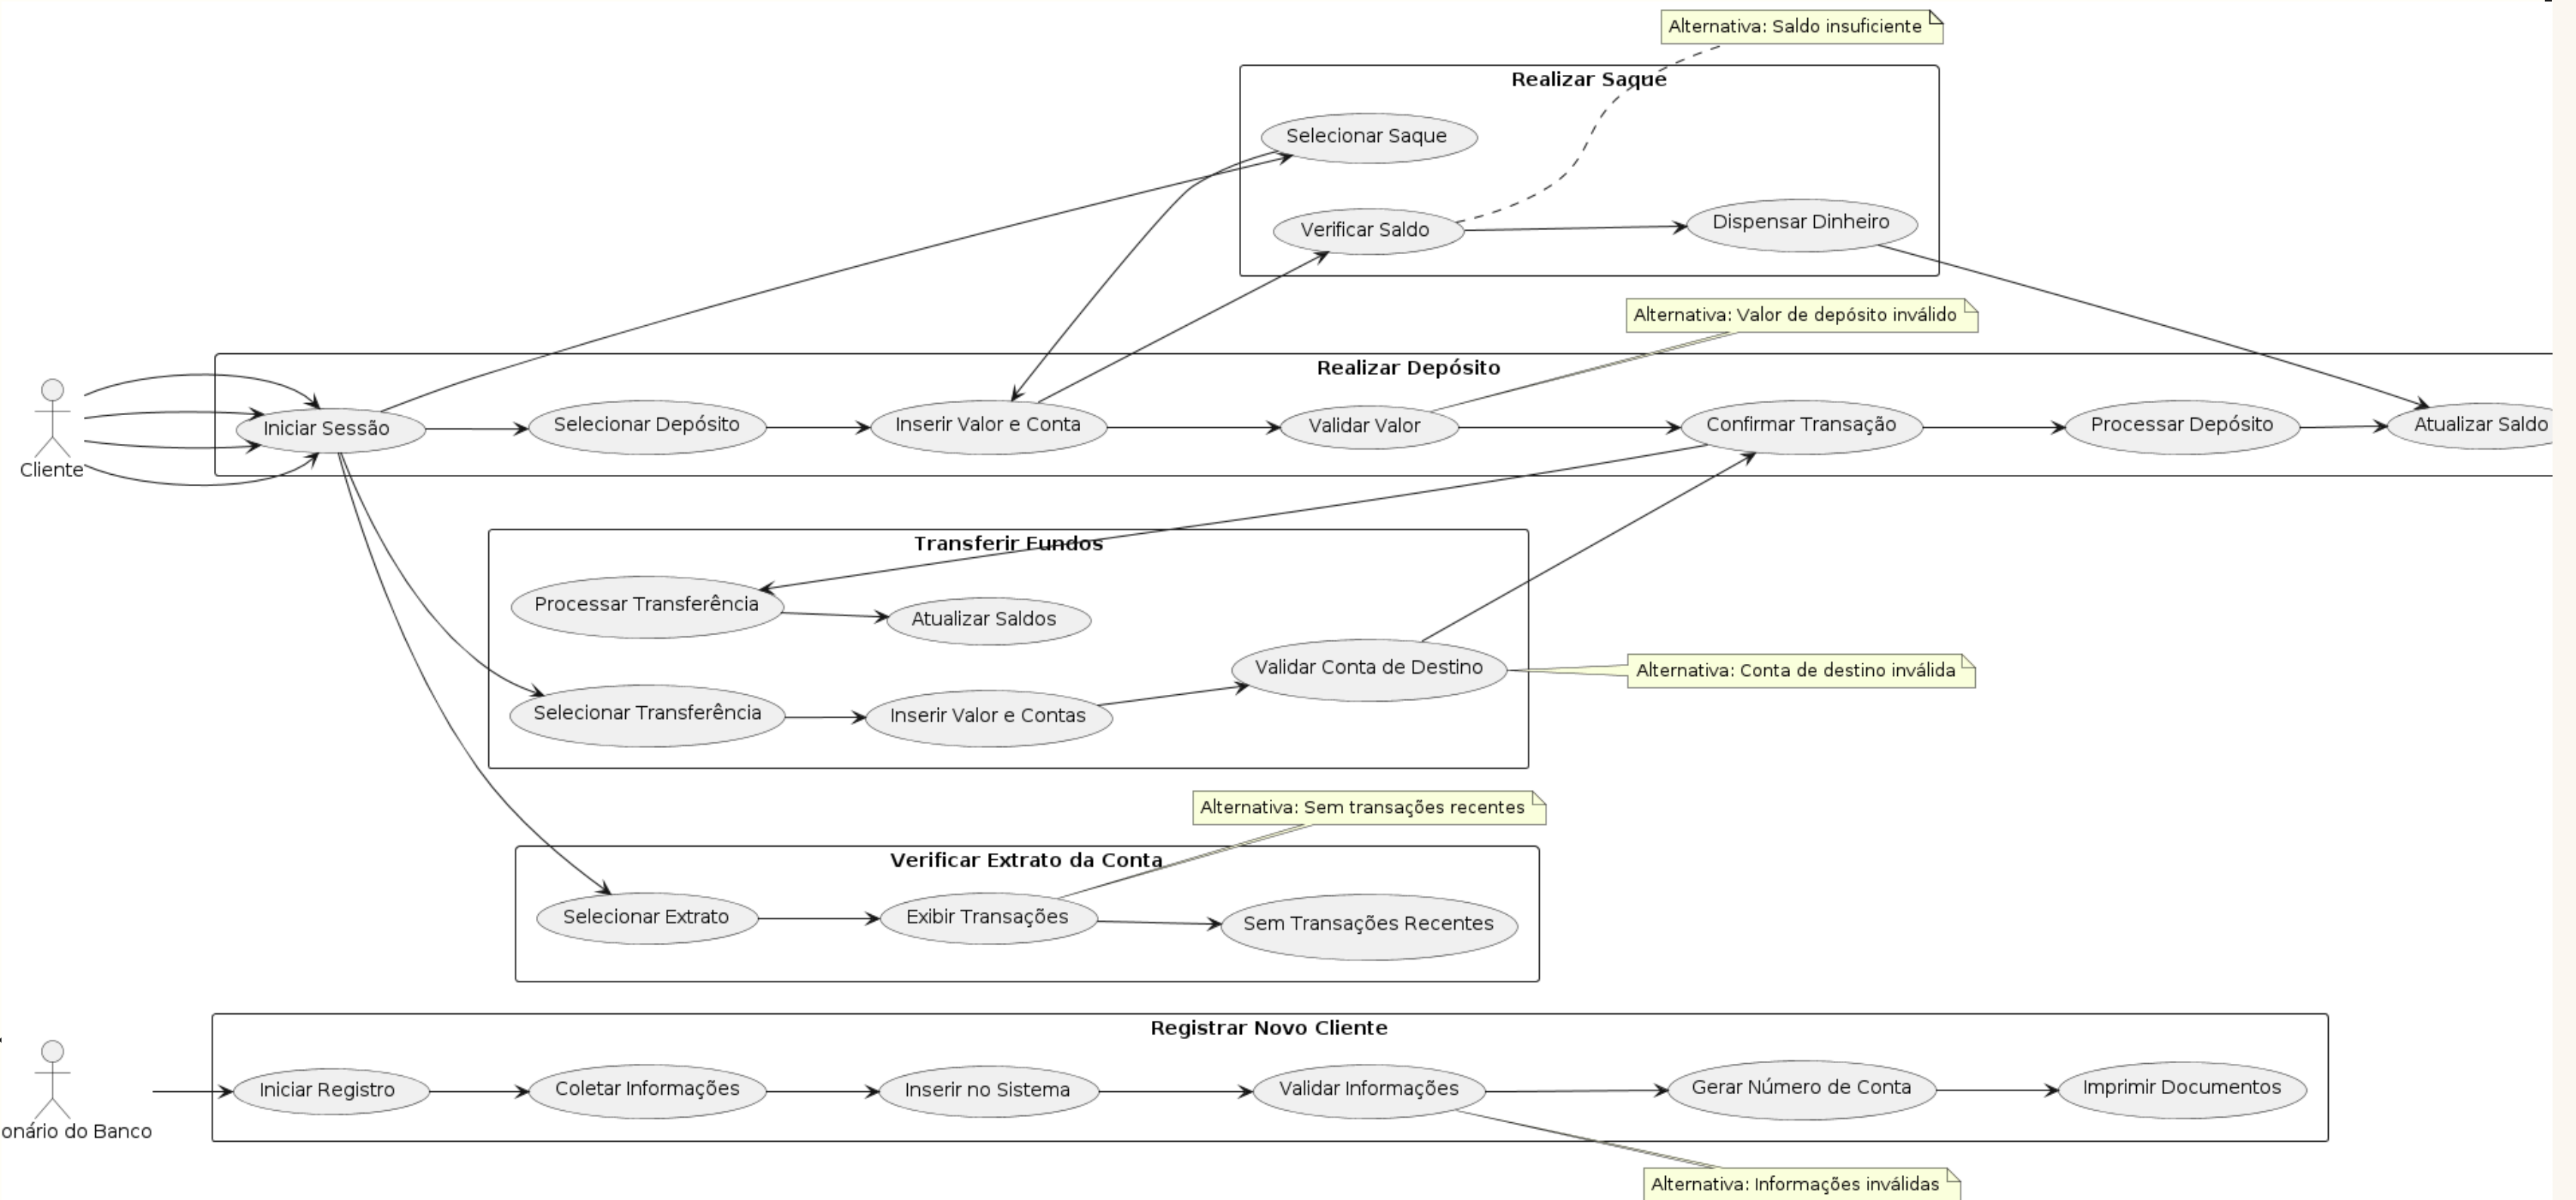 Alternativa: Saldo insuficiente
Realizar Saque
Selecionar Saque
Verificar Saldo
Dispensar Dinheiro
Alternativa: Valor de depósito inválido
Realizar Depósito
Cliente
Iniciar Sessão
Selecionar Depósito
Inserir Valor e Conta
Validar Valor
Confirmar Transação
Processar Depósito
Atualizar Saldo
Transferir Fundos
Processar Transferência
Atualizar Saldos
Selecionar Transferência
Inserir Valor e Contas
Validar Conta de Destino
Alternativa: Conta de destino inválida
Alternativa: Sem transações recentes
Verificar Extrato da Conta
Selecionar Extrato
Exibir Transações
Sem Transações Recentes
Registrar Novo Cliente
onário do Banco
Iniciar Registro
Coletar Informações
Inserir no Sistema
Validar Informações
Gerar Número de Conta
Imprimir Documentos
Alternativa: Informações inválidas